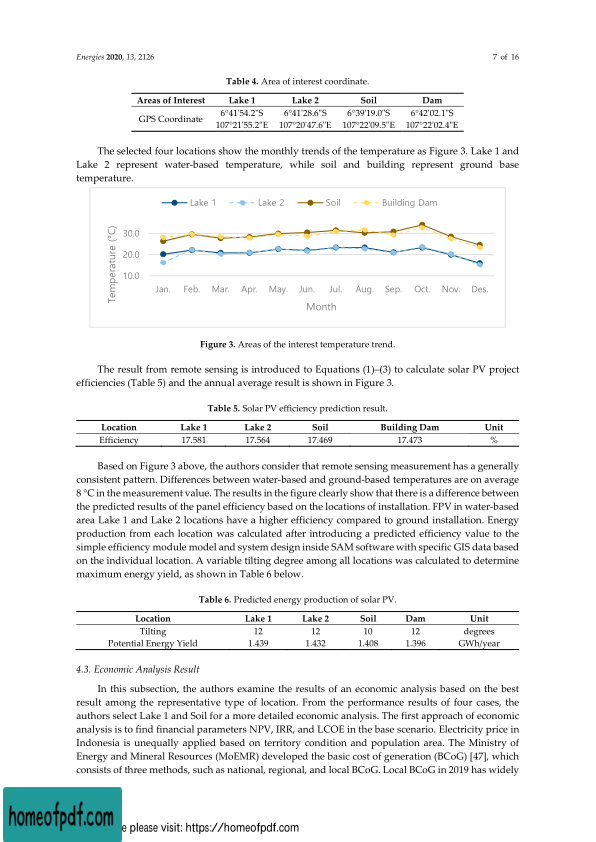 Energies 2020, 13, 2126 7 of 16
Table 4. Area of interest coordinate.
Areas of Interest Lake 1 Lake 2 Soil Dam
GPS Coordinate 6°41'54.2"S 6°41'28.6"S 6°39'19.0"S 6°42'02.1"S
107°21'55.2"E 107°20'47.6"E 107°22'09.5"E 107°22'02.4"E
The selected four locations show the monthly trends of the temperature as Figure 3. Lake 1 and
Lake 2 represent water-based temperature, while soil and building represent ground base
temperature.
Lake 1 Lake 2 Soil Building Dam
Temperature (°C)
30.0
20.0
10.0
Jan. Feb. Mar. Apr. May. Jun. Jul. Aug. Sep. Oct. Nov. Des.
Month
Figure 3. Areas of the interest temperature trend.
The result from remote sensing is introduced to Equations (1)–(3) to calculate solar PV project
efficiencies (Table 5) and the annual average result is shown in Figure 3.
Table 5. Solar PV efficiency prediction result.
Location Lake 1 Lake 2 Soil Building Dam Unit
Efficiency 17.581 17.564 17.469 17.473 %
Based on Figure 3 above, the authors consider that remote sensing measurement has a generally
consistent pattern. Differences between water-based and ground-based temperatures are on average
8 °C in the measurement value. The results in the figure clearly show that there is a difference between
the predicted results of the panel efficiency based on the locations of installation. FPV in water-based
area Lake 1 and Lake 2 locations have a higher efficiency compared to ground installation. Energy
production from each location was calculated after introducing a predicted efficiency value to the
simple efficiency module model and system design inside SAM software with specific GIS data based
on the individual location. A variable tilting degree among all locations was calculated to determine
maximum energy yield, as shown in Table 6 below.
Table 6. Predicted energy production of solar PV.
Location Lake 1 Lake 2 Soil Dam Unit
Tilting 12 12 10 12 degrees
Potential Energy Yield 1.439 1.432 1.408 1.396 GWh/year
4.3. Economic Analysis Result
In this subsection, the authors examine the results of an economic analysis based on the best
result among the representative type of location. From the performance results of four cases, the
authors select Lake 1 and Soil for a more detailed economic analysis. The first approach of economic
analysis is to find financial parameters NPV, IRR, and LCOE in the base scenario. Electricity price in
Indonesia is unequally applied based on territory condition and population area. The Ministry of
Energy and Mineral Resources (MoEMR) developed the basic cost of generation (BCoG) [47], which
consists of three methods, such as national, regional, and local BCoG. Local BCoG in 2019 has widely
homeofpdf.com
e please visit: https://homeofpdf.com